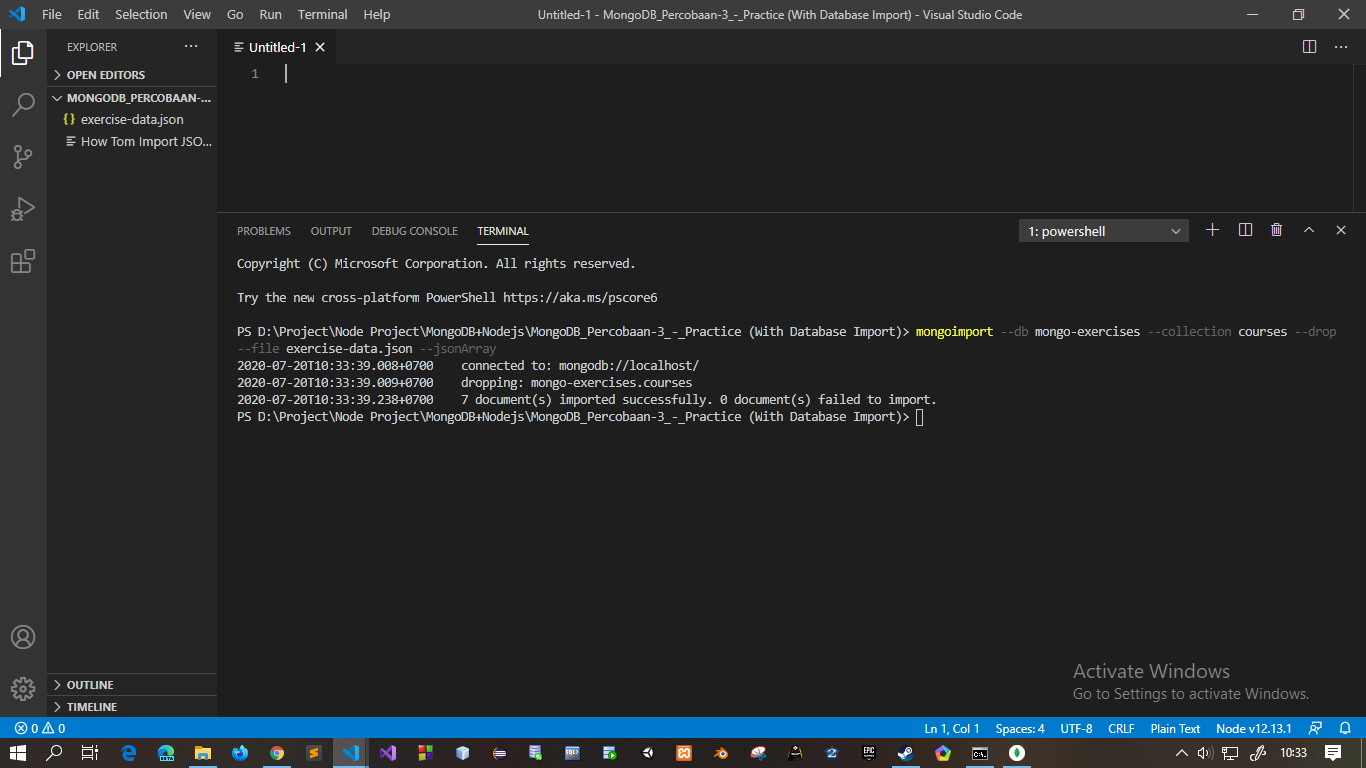 File Edit Selection View Go Run Terminal Help
Untitled-1 - MongoDB_Percobaan-3_-_Practice (With Database Import) - Visual Studio Code
EXPLORER
OPEN EDITORS
MONGODB_PERCOBAAN-...
exercise-data.json
How Tom Import JSO...
OUTLINE
TIMELINE
Untitled-1
1
PROBLEMS OUTPUT DEBUG CONSOLE TERMINAL
1: powershell
Copyright (C) Microsoft Corporation. All rights reserved.
Try the new cross-platform PowerShell https://aka.ms/pscore6
PS D:\Project\Node Project\MongoDB+Nodejs\MongoDB_Percobaan-3_-_Practice (With Database Import)> mongoimport --db mongo-exercises --collection courses --drop
--file exercise-data.json --jsonArray
2020-07-20T10:33:39.008+0700 connected to: mongodb://localhost/
2020-07-20T10:33:39.009+0700 dropping: mongo-exercises.courses
2020-07-20T10:33:39.238+0700 7 document(s) imported successfully. 0 document(s) failed to import.
PS D:\Project\Node Project\MongoDB+Nodejs\MongoDB_Percobaan-3_-_Practice (With Database Import)>
Activate Windows
Go to Settings to activate Windows.
0 0
Ln 1, Col 1 Spaces: 4 UTF-8 CRLF Plain Text Node v12.13.1
10:33